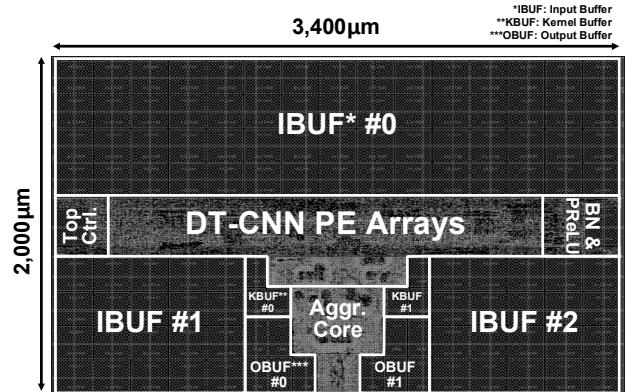 *IBUF: Input Buffer
**KBUF: Kernel Buffer
***OBUF: Output Buffer
3,400µm
2,000µm
IBUF* #0
Top
Ctrl.
DT-CNN PE Arrays
BN &
PReLU
IBUF #1
KBUF**
#0
Aggr.
Core
KBUF
#1
IBUF #2
OBUF***
#0
OBUF
#1